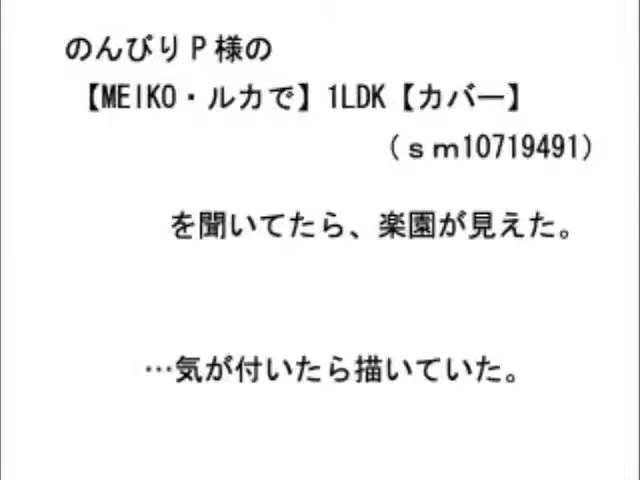 のんびりP様の
【MEIKO・ルカで】1LDK【カバー】
(ｓｍ10719491)
を聞いてたら、楽園が見えた。
…気が付いたら描いていた。